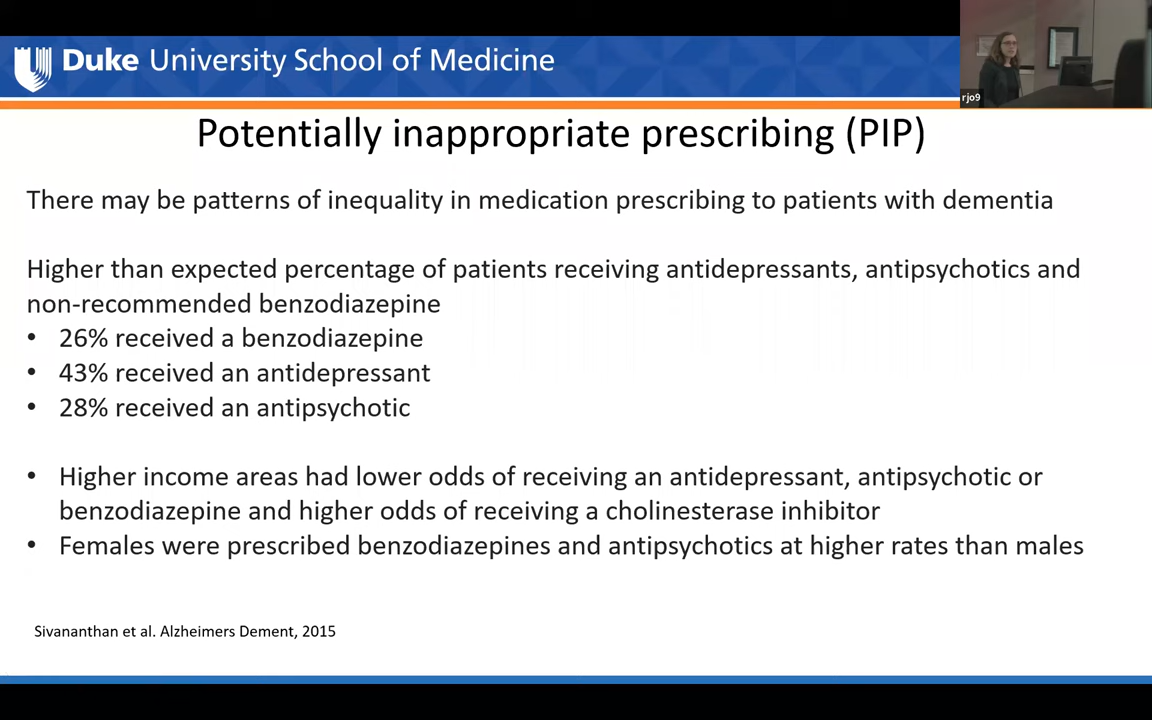 Duke University School of Medicine
rjo9
Potentially inappropriate prescribing (PIP)
There may be patterns of inequality in medication prescribing to patients with dementia
Higher than expected percentage of patients receiving antidepressants, antipsychotics and
non-recommended benzodiazepine
• 26% received a benzodiazepine
• 43% received an antidepressant
• 28% received an antipsychotic
• Higher income areas had lower odds of receiving an antidepressant, antipsychotic or
benzodiazepine and higher odds of receiving a cholinesterase inhibitor
• Females were prescribed benzodiazepines and antipsychotics at higher rates than males
Sivananthan et al. Alzheimers Dement, 2015